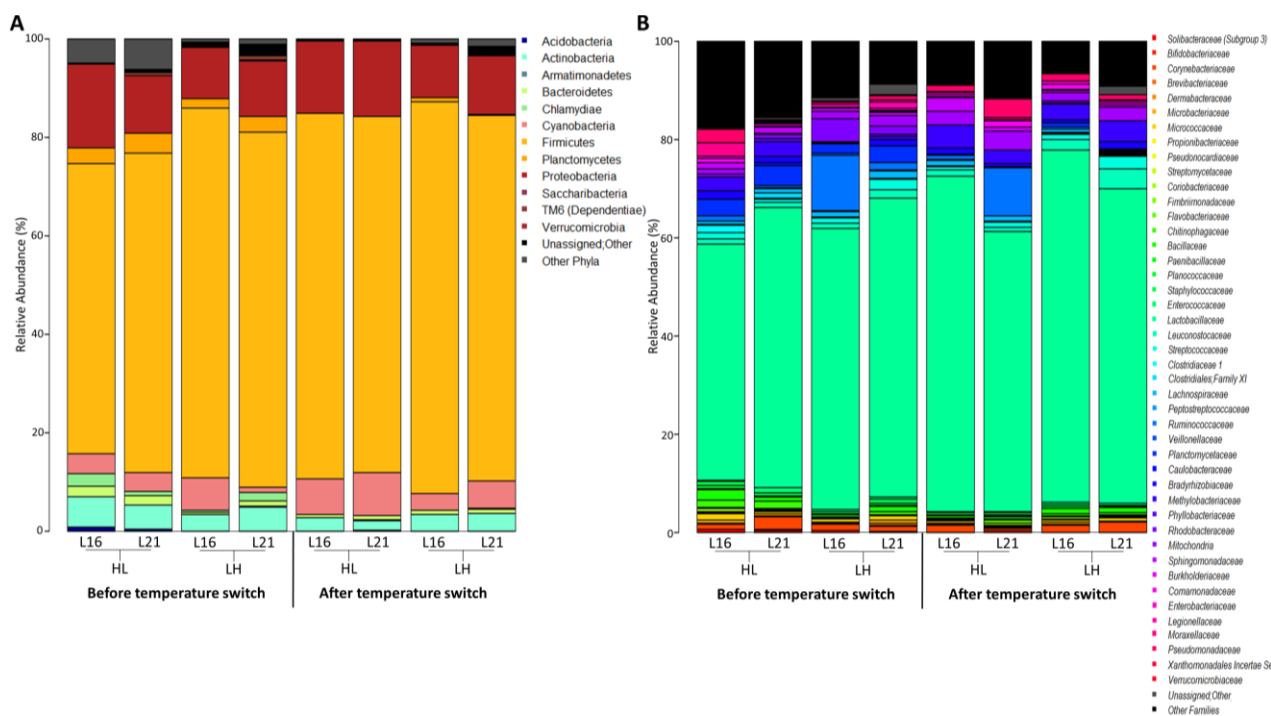 A
Relative Abundance (%)
100
80
60
40
20
0
L16 L21 L16 L21 L16 L21 L16 L21
HL LH HL LH
Before temperature switch After temperature switch
Acidobacteria
Actinobacteria
Armatimonadetes
Bacteroidetes
Chlamydiae
Cyanobacteria
Firmicutes
Planctomycetes
Proteobacteria
Saccharibacteria
TM6 (Dependentiae)
Verrucomicrobia
Unassigned;Other
Other Phyla
B
Relative Abundance (%)
100
80
60
40
20
0
L16 L21 L16 L21 L16 L21 L16 L21
HL LH HL LH
Before temperature switch After temperature switch
Solibacteraceae (Subgroup 3)
Bifidobacteriaceae
Corynebacteriaceae
Brevibacteriaceae
Dermabacteraceae
Microbacteriaceae
Micrococcaceae
Propionibacteriaceae
Pseudonocardiaceae
Streptomycetaceae
Coriobacteriaceae
Fimbriimonadaceae
Flavobacteriaceae
Chitinophagaceae
Bacillaceae
Paenibacillaceae
Planococcaceae
Staphylococcaceae
Enterococcaceae
Lactobacillaceae
Leuconostocaceae
Streptococcaceae
Clostridiaceae 1
Clostridiales;Family XI
Lachnospiraceae
Peptostreptococcaceae
Ruminococcaceae
Veillonellaceae
Planctomycetaceae
Caulobacteraceae
Bradyrhizobiaceae
Methylobacteriaceae
Phyllobacteriaceae
Rhodobacteraceae
Mitochondria
Sphingomonadaceae
Burkholderiaceae
Comamonadaceae
Enterobacteriaceae
Legionellaceae
Moraxellaceae
Pseudomonadaceae
Xanthomonadales Incertae Se
Verrucomicrobiaceae
Unassigned;Other
Other Families